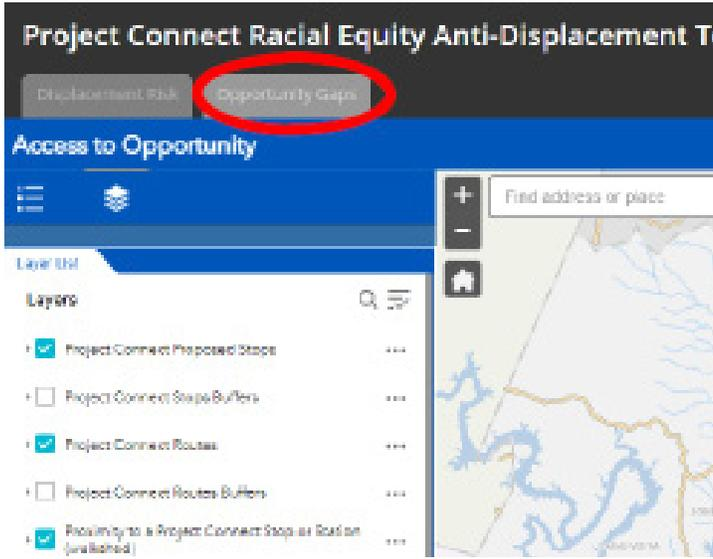 Project Connect Racial Equity Anti-Displacement T
Displacement Risk
Opportunity Gaps
Access to Opportunity
Find address or place
Layer List
Layers
Project Connect Proposed Stops
Project Connect Stops Buffers
Project Connect Routes
Project Connect Routes Buffers
Proximity to a Project Connect Stop or Station
(weighted)